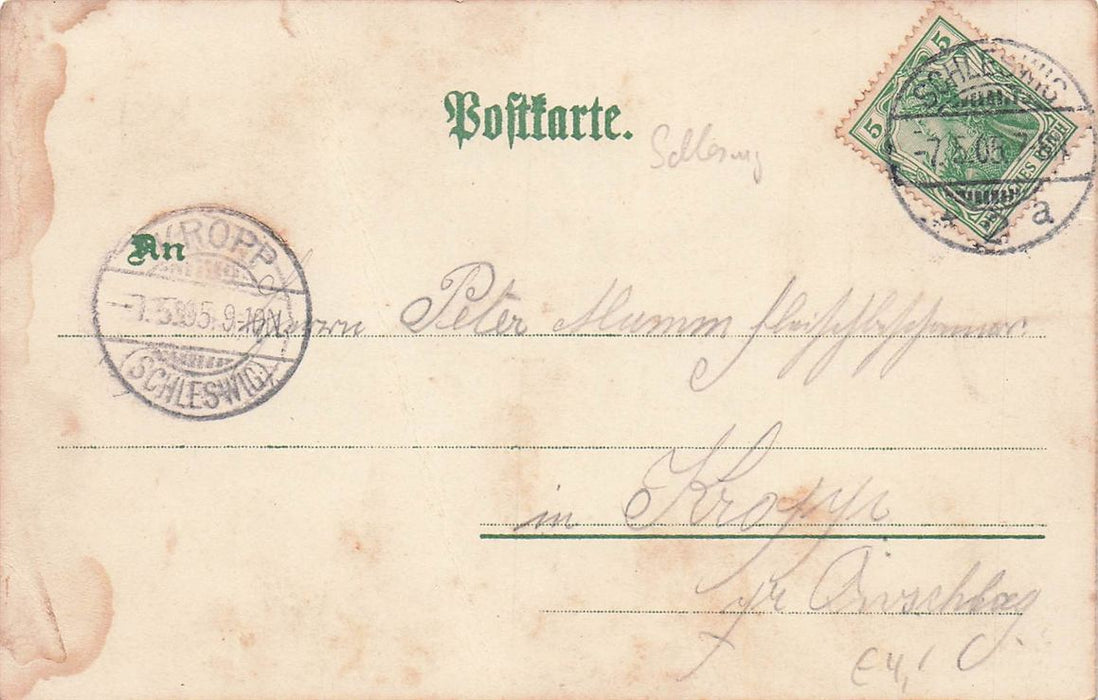 Postkarte.
5
5
SCHLESWIG
-7.5.05.
a
DEUTSCHES REICH
Schleswig
An
KROPP
-7.5.05.9-10N.
(SCHLESWIG)
Herrn Peter Mumm
in Kropp